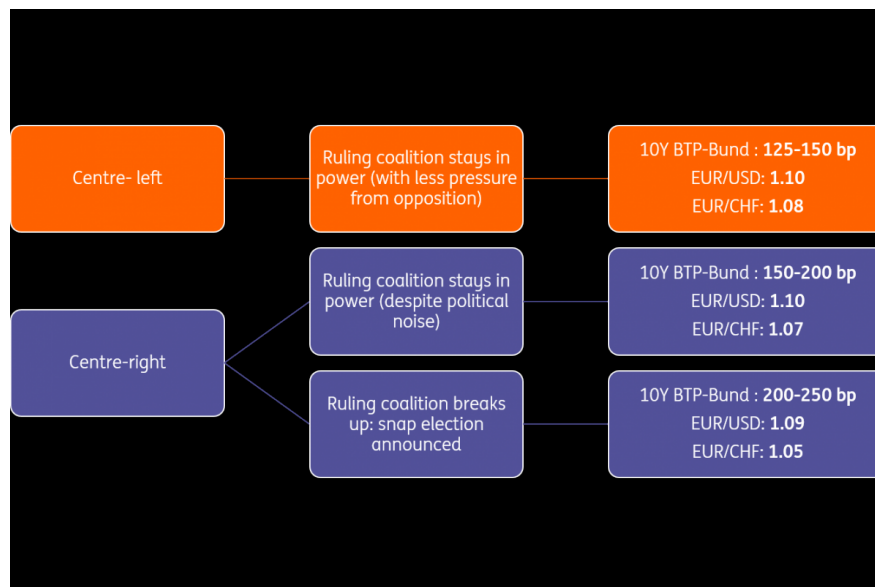 Centre- left
Ruling coalition stays in
power (with less pressure
from opposition)
10Y BTP-Bund : 125-150 bp
EUR/USD: 1.10
EUR/CHF: 1.08
Centre-right
Ruling coalition stays in
power (despite political
noise)
10Y BTP-Bund : 150-200 bp
EUR/USD: 1.10
EUR/CHF: 1.07
Ruling coalition breaks
up: snap election
announced
10Y BTP-Bund : 200-250 bp
EUR/USD: 1.09
EUR/CHF: 1.05